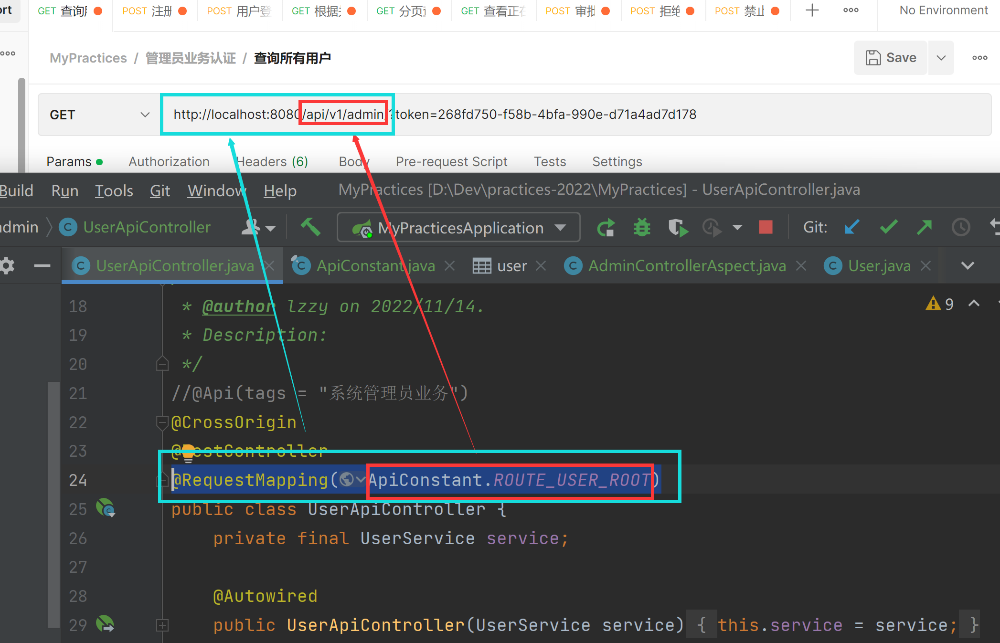 ort GET 查询 POST 注册 POST 用户登 GET 根据 GET 分页 GET 查看正在 POST 审批 POST 拒绝 POST 禁止 No Environment
MyPractices / 管理员业务认证 / 查询所有用户 Save
GET http://localhost:8080/api/v1/admin/?token=268fd750-f58b-4bfa-990e-d71a4ad7d178
Params Authorization Headers (6) Body Pre-request Script Tests Settings
Build Run Tools Git Window Help MyPractices [D:\Dev\practices-2022\MyPractices] - UserApiController.java
admin UserApiController MyPracticesApplication Git:
UserApiController.java ApiConstant.java user AdminControllerAspect.java User.java
18 * @author lzzy on 2022/11/14. 9
19 * Description:
20 */
21 //@Api(tags = "系统管理员业务")
22 @CrossOrigin
23 @RestController
24 @RequestMapping(ApiConstant.ROUTE_USER_ROOT)
25 public class UserApiController {
26 private final UserService service;
27
28 @Autowired
29 public UserApiController(UserService service) { this.service = service; }